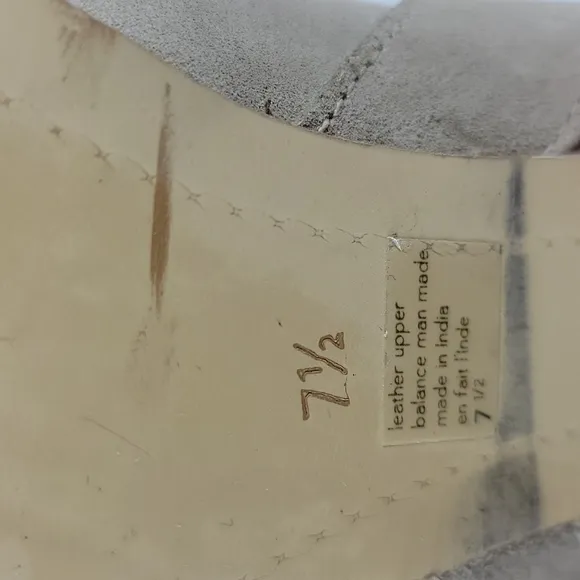 7 1/2
leather upper
balance man made
made in india
en fait l'inde
7 1/2